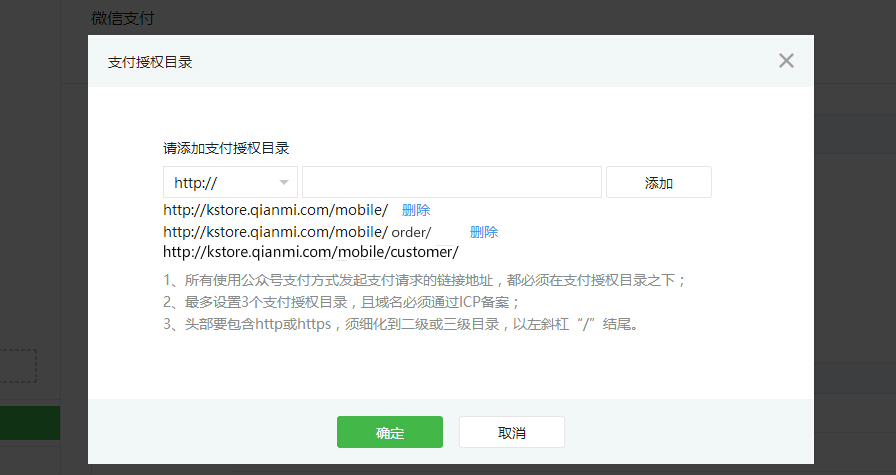 微信支付
支付授权目录
请添加支付授权目录
http://
添加
http://kstore.qianmi.com/mobile/ 删除
http://kstore.qianmi.com/mobile/ order/ 删除
http://kstore.qianmi.com/mobile/customer/
1、所有使用公众号支付方式发起支付请求的链接地址，都必须在支付授权目录之下；
2、最多设置3个支付授权目录，且域名必须通过ICP备案；
3、头部要包含http或https，须细化到二级或三级目录，以左斜杠“/”结尾。
确定
取消